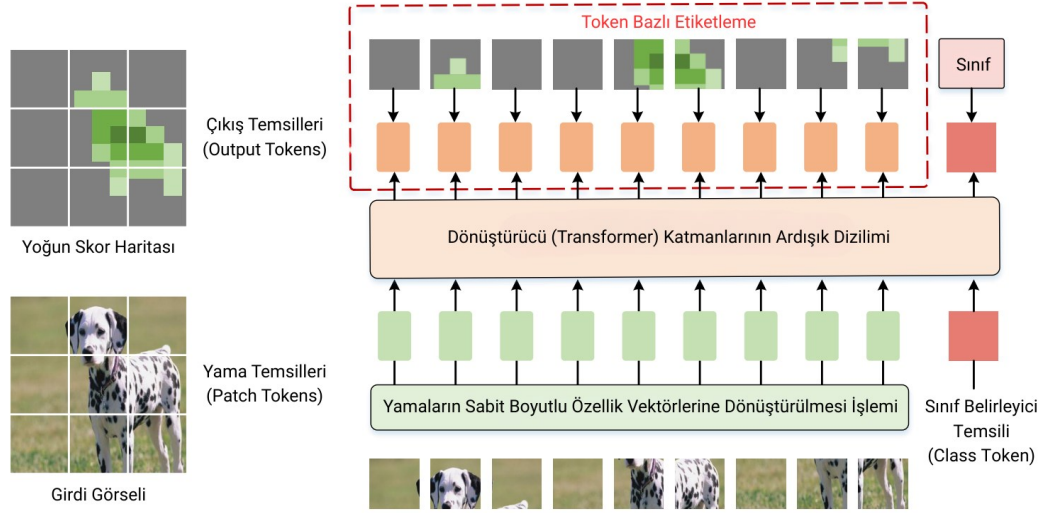 Token Bazlı Etiketleme
Sınıf
Çıkış Temsilleri
(Output Tokens)
Yoğun Skor Haritası
Dönüştürücü (Transformer) Katmanlarının Ardışık Dizilimi
Yama Temsilleri
(Patch Tokens)
Yamaların Sabit Boyutlu Özellik Vektörlerine Dönüştürülmesi İşlemi
Sınıf Belirleyici
Temsili
(Class Token)
Girdi Görseli